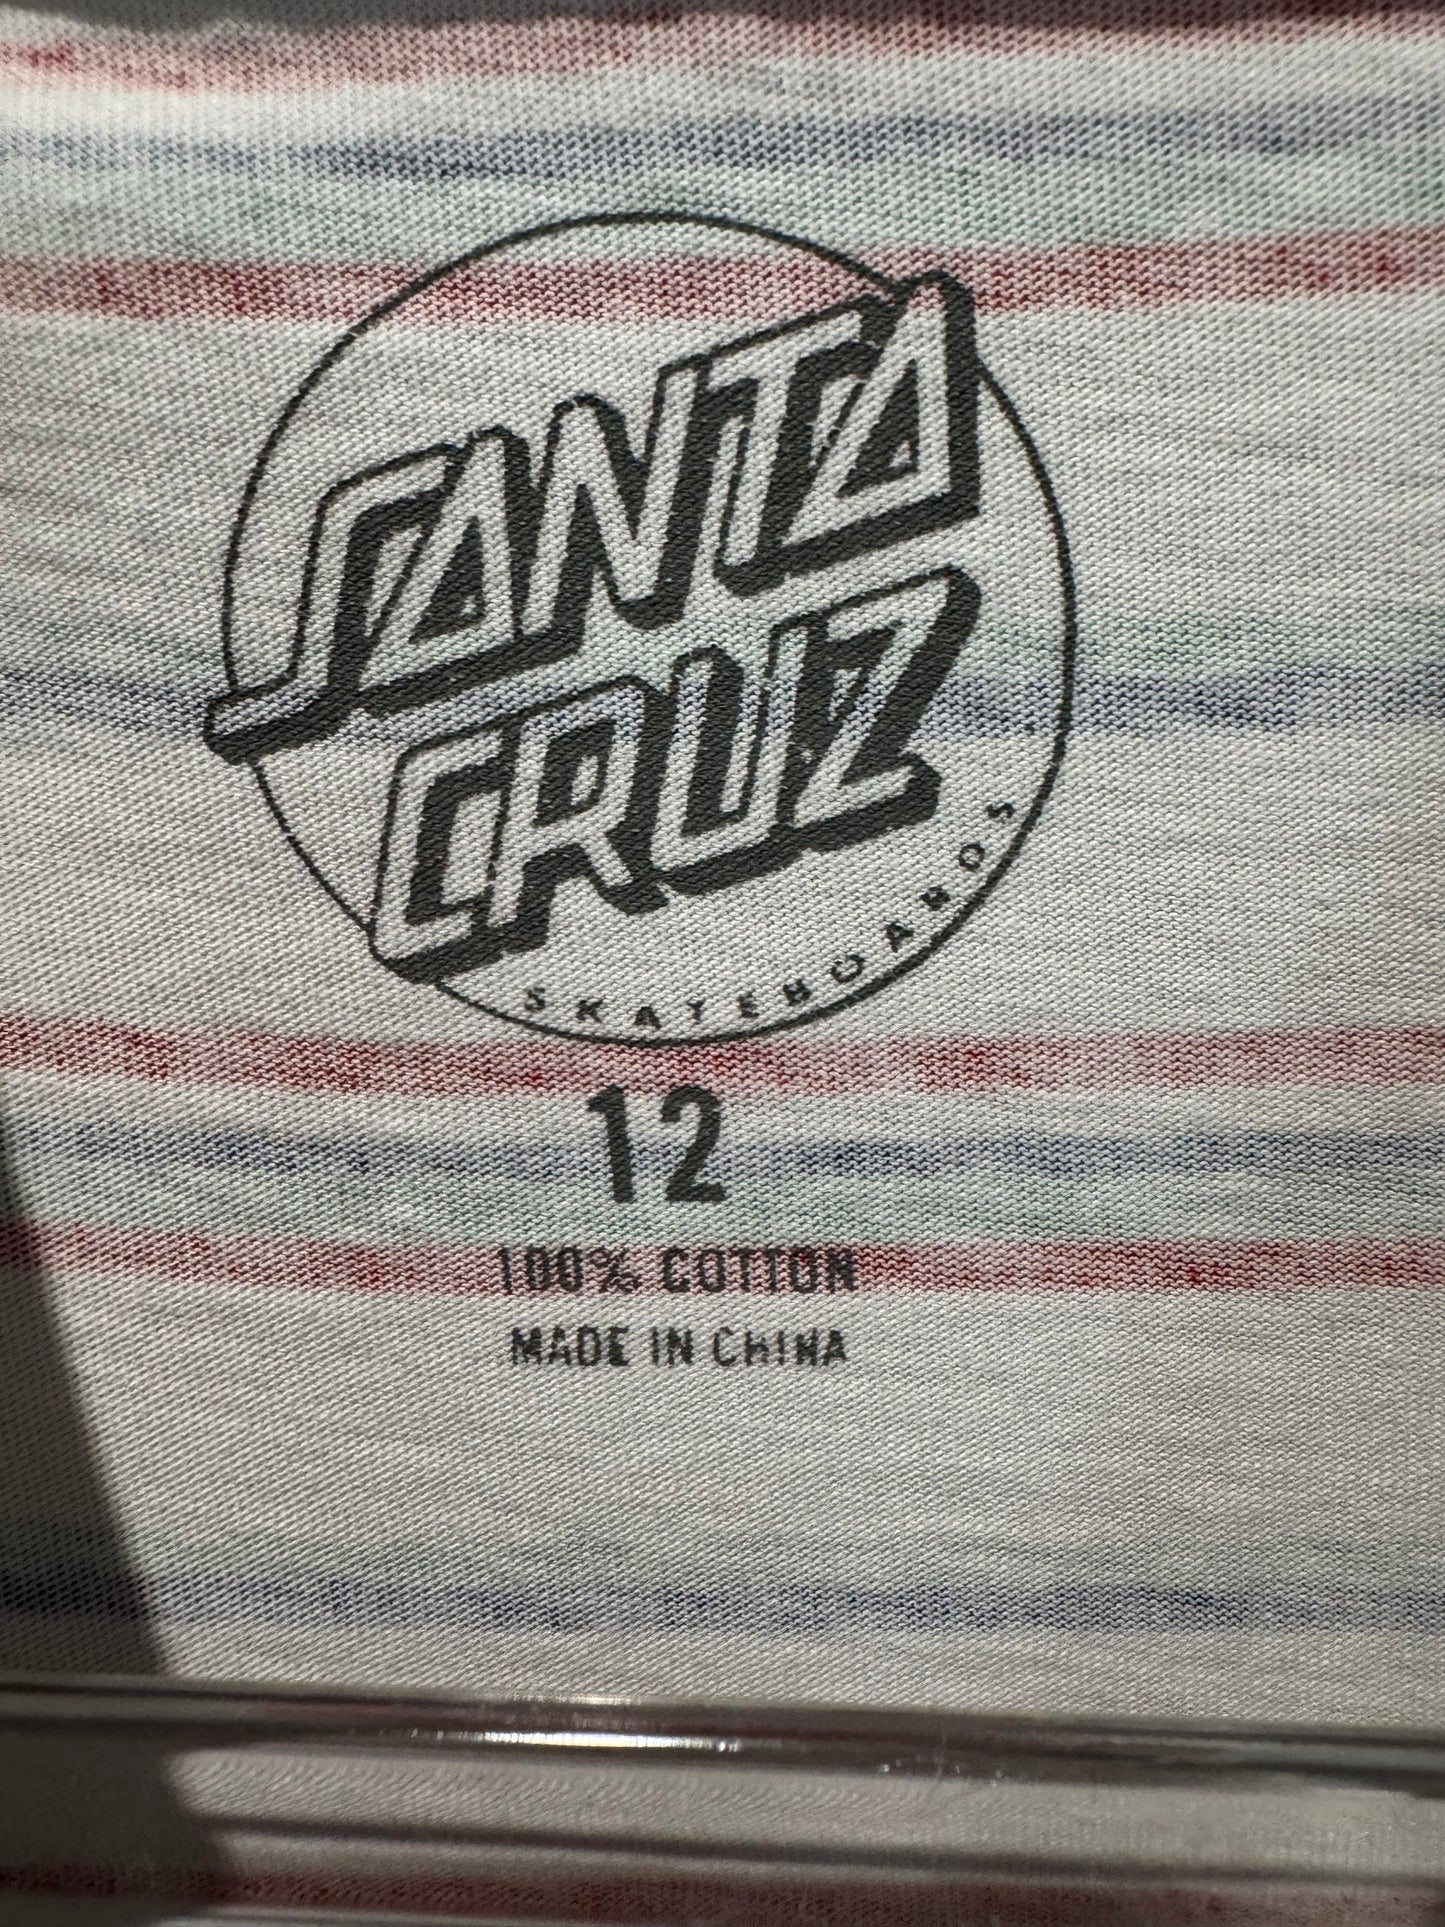 SANTA
CRUZ
SKATEBOARDS
12
100% COTTON
MADE IN CHINA